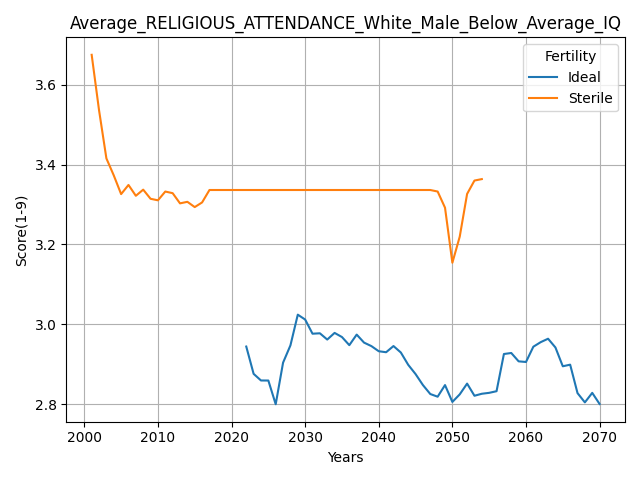 Average_RELIGIOUS_ATTENDANCE_White_Male_Below_Average_IQ
Fertility
Ideal
Sterile
Score(1-9)
3.6
3.4
3.2
3.0
2.8
2000 2010 2020 2030 2040 2050 2060 2070
Years